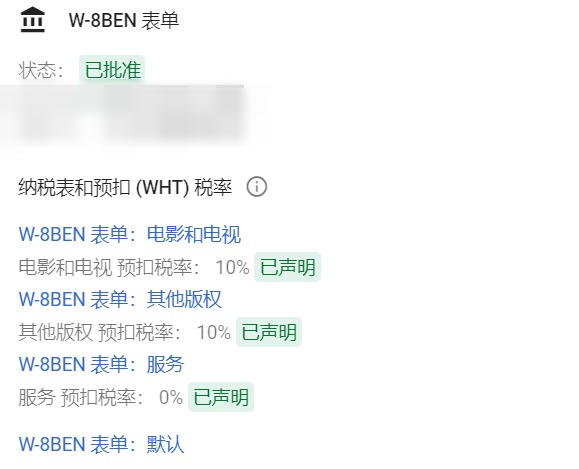 W-8BEN 表单
状态： 已批准
纳税表和预扣 (WHT) 税率
W-8BEN 表单：电影和电视
电影和电视 预扣税率： 10% 已声明
W-8BEN 表单：其他版权
其他版权 预扣税率： 10% 已声明
W-8BEN 表单：服务
服务 预扣税率： 0% 已声明
W-8BEN 表单：默认